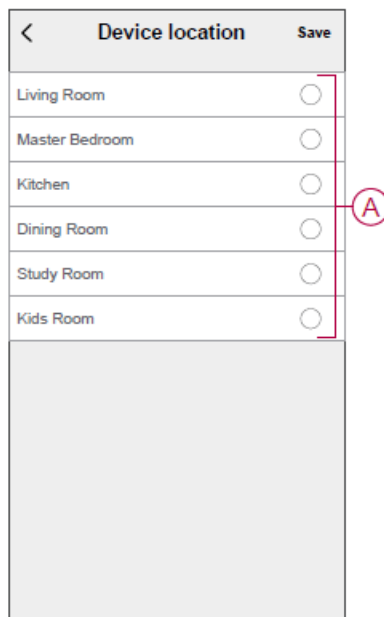 Device location Save
Living Room
Master Bedroom
Kitchen
A
Dining Room
Study Room
Kids Room